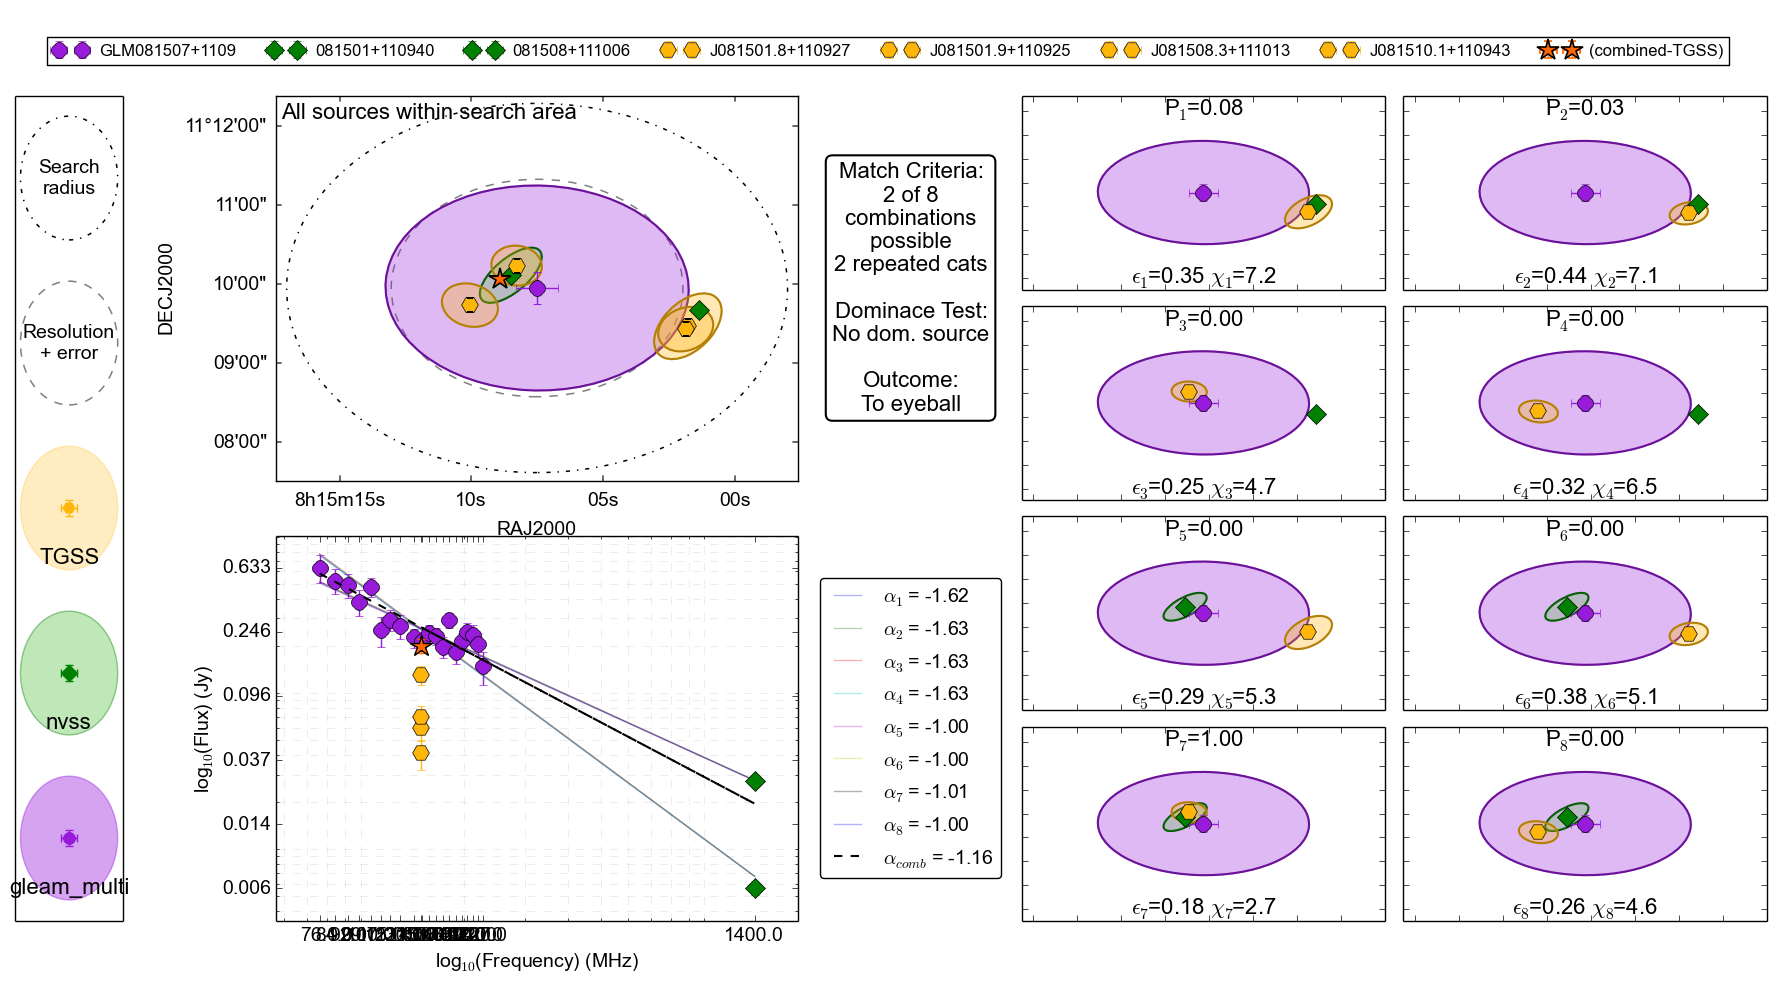 GLM081507+1109 081501+110940 081508+111006 J081501.8+110927 J081501.9+110925 J081508.3+111013 J081510.1+110943 (combined-TGSS)
Search
radius
Resolution
+ error
TGSS
nvss
gleam_multi
All sources within search area
11°12'00"
11'00"
10'00"
09'00"
08'00"
DECJ2000
8h15m15s 10s 05s 00s
RAJ2000
Match Criteria:
2 of 8
combinations
possible
2 repeated cats
Dominace Test:
No dom. source
Outcome:
To eyeball
0.633
0.246
0.096
0.037
0.014
0.006
log10(Flux) (Jy)
1400.0
log10(Frequency) (MHz)
α1 = -1.62
α2 = -1.63
α3 = -1.63
α4 = -1.63
α5 = -1.00
α6 = -1.00
α7 = -1.01
α8 = -1.00
αcomb = -1.16
P1=0.08
ϵ1=0.35 χ1=7.2
P2=0.03
ϵ2=0.44 χ2=7.1
P3=0.00
ϵ3=0.25 χ3=4.7
P4=0.00
ϵ4=0.32 χ4=6.5
P5=0.00
ϵ5=0.29 χ5=5.3
P6=0.00
ϵ6=0.38 χ6=5.1
P7=1.00
ϵ7=0.18 χ7=2.7
P8=0.00
ϵ8=0.26 χ8=4.6